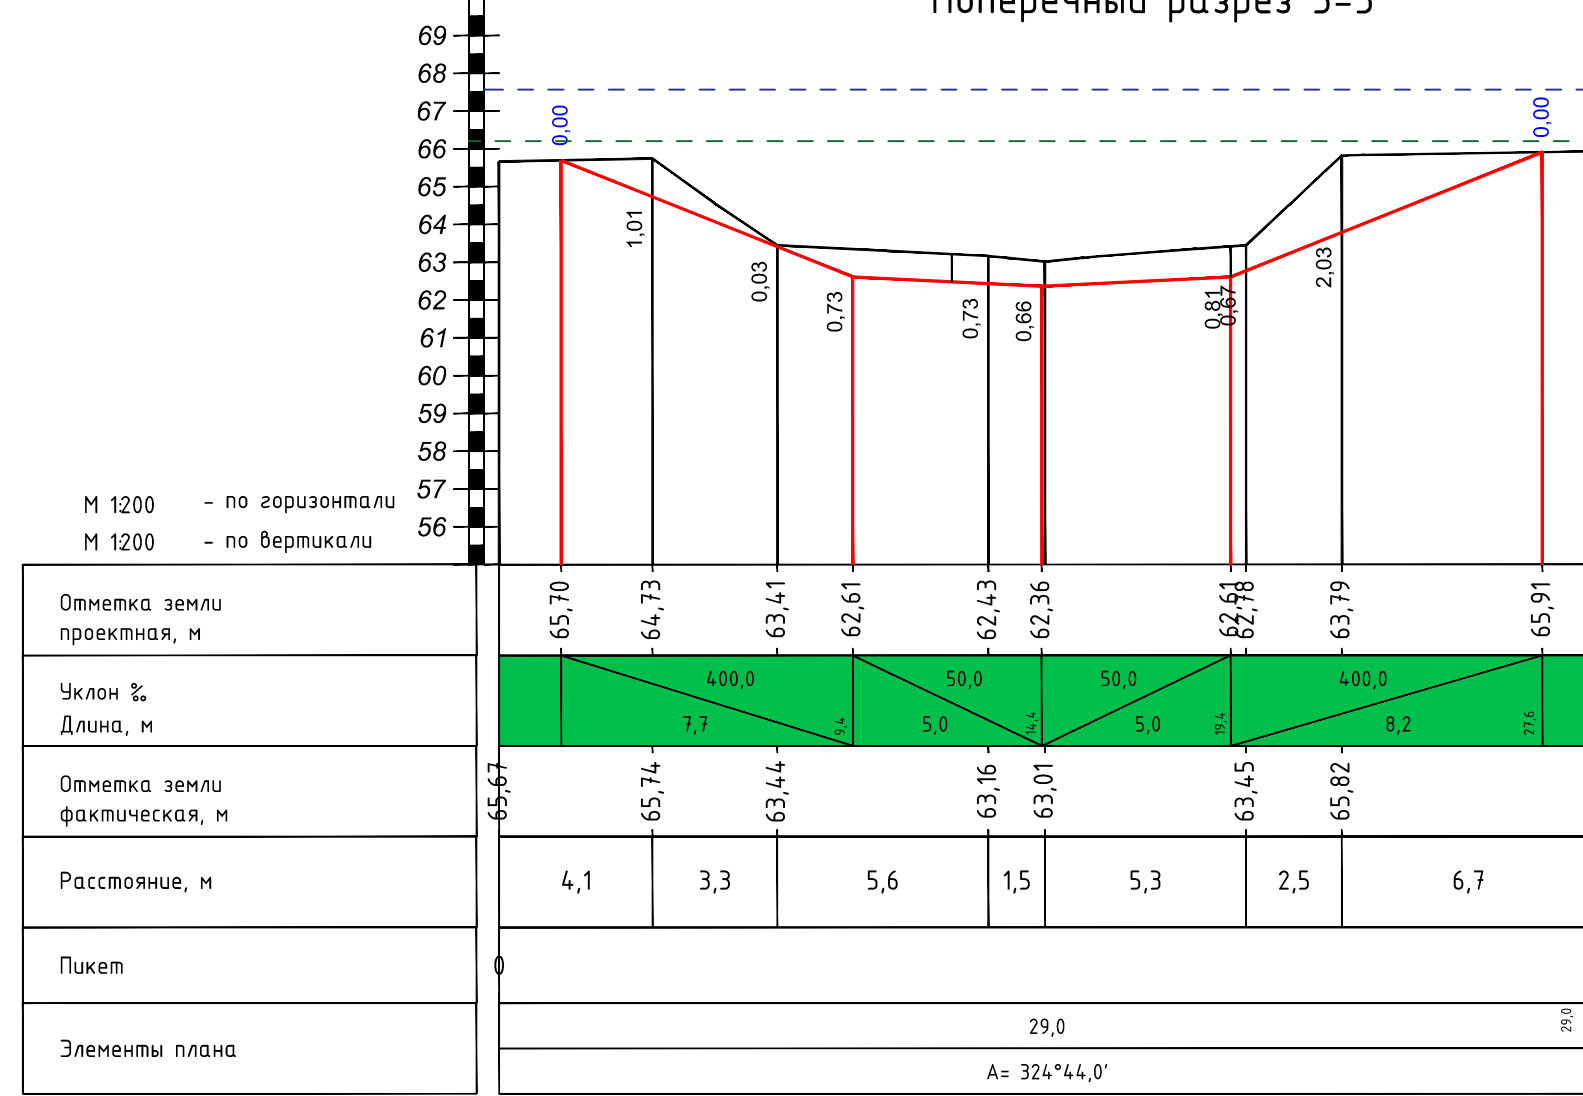 Поперечный разрез 5-5
69
68
67
66
65
64
63
62
61
60
59
58
57
56
0,00
0,00
1,01
0,03
0,73
0,73
0,66
0,81
0,67
2,03
М 1:200 - по горизонтали
М 1:200 - по вертикали
Отметка земли
проектная, м
65,70 64,73 63,41 62,61 62,43 62,36 62,61 62,78 63,79 65,91
Уклон ‰
Длина, м
400,0 50,0 50,0 400,0
7,7 9,4 5,0 14,4 5,0 19,4 8,2 27,6
Отметка земли
фактическая, м
65,67 65,74 63,44 63,16 63,01 63,45 65,82
Расстояние, м
4,1 3,3 5,6 1,5 5,3 2,5 6,7
Пикет
0
Элементы плана
29,0 29,0
А= 324°44,0'